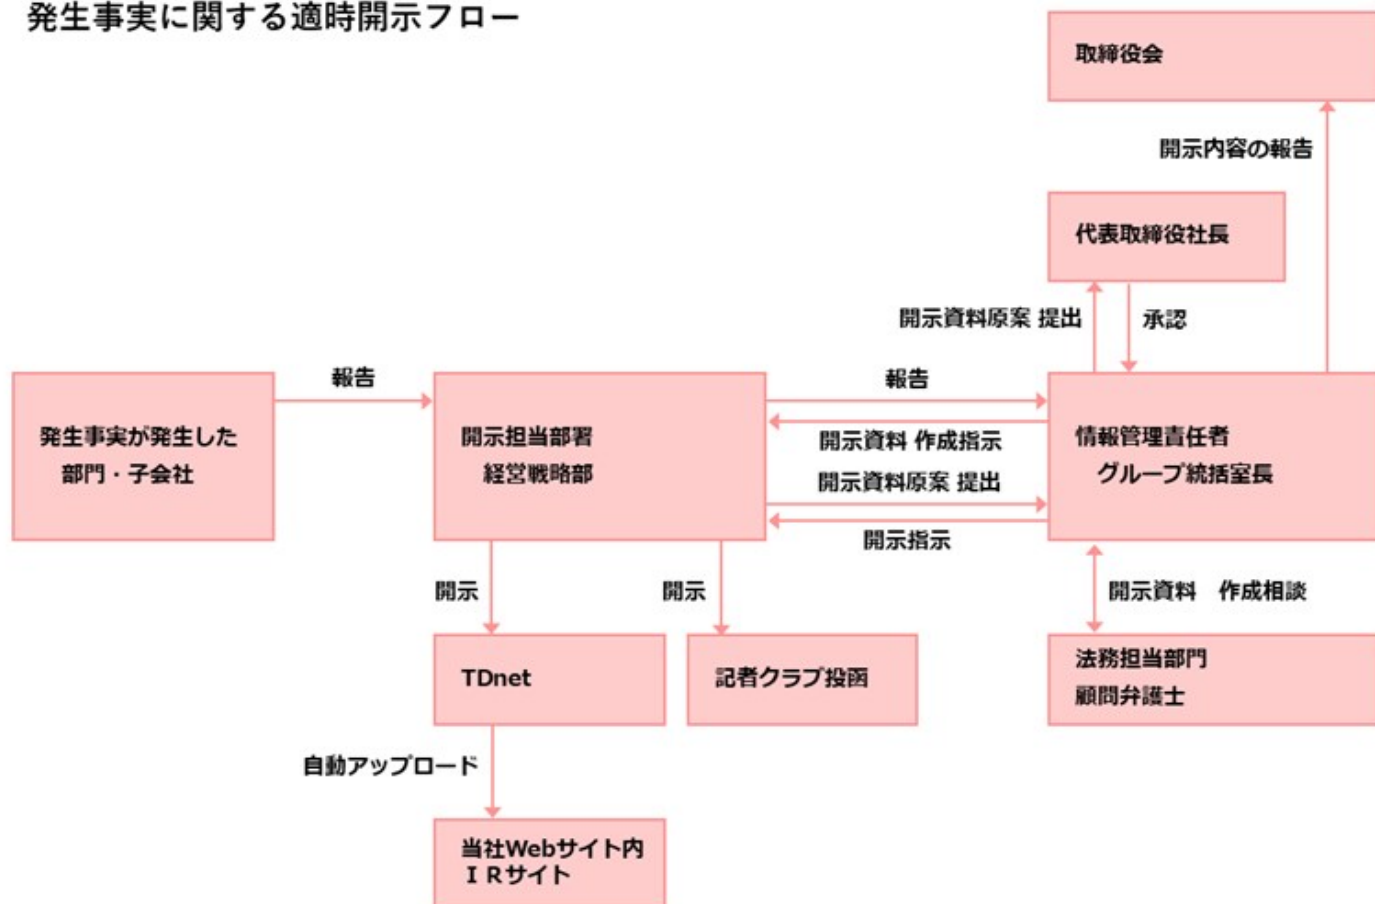 発生事実に関する適時開示フロー
取締役会
開示内容の報告
代表取締役社長
開示資料原案 提出
承認
発生事実が発生した
部門・子会社
報告
開示担当部署
経営戦略部
報告
開示資料 作成指示
開示資料原案 提出
開示指示
情報管理責任者
グループ統括室長
開示
開示
開示資料　作成相談
TDnet
記者クラブ投函
法務担当部門
顧問弁護士
自動アップロード
当社Webサイト内
ＩＲサイト